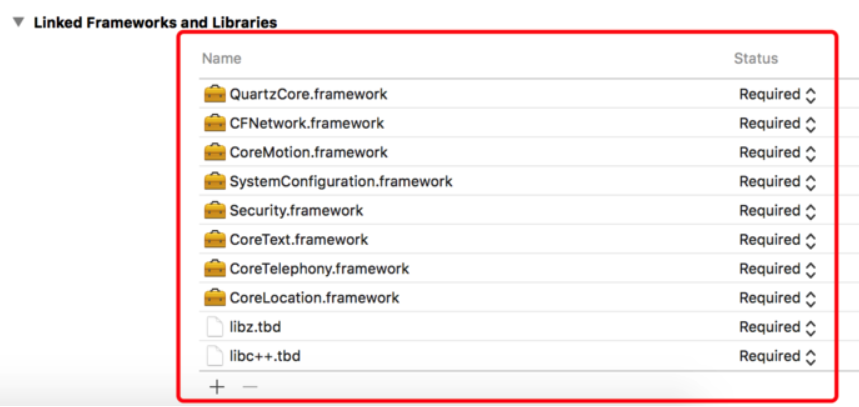 Linked Frameworks and Libraries
Name Status
QuartzCore.framework Required
CFNetwork.framework Required
CoreMotion.framework Required
SystemConfiguration.framework Required
Security.framework Required
CoreText.framework Required
CoreTelephony.framework Required
CoreLocation.framework Required
libz.tbd Required
libc++.tbd Required